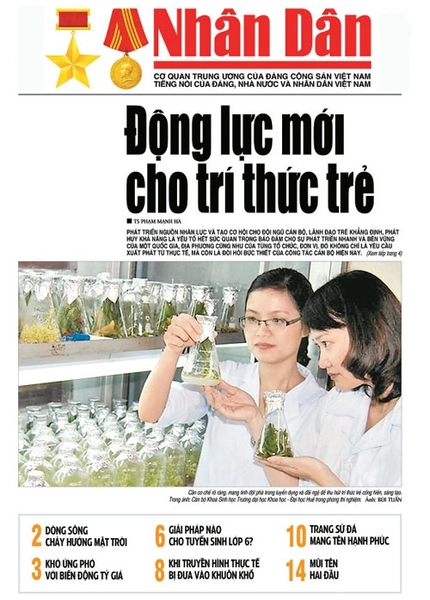 Nhân Dân
CƠ QUAN TRUNG ƯƠNG CỦA ĐẢNG CỘNG SẢN VIỆT NAM
TIẾNG NÓI CỦA ĐẢNG, NHÀ NƯỚC VÀ NHÂN DÂN VIỆT NAM
Động lực mới
cho trí thức trẻ
TS PHẠM MẠNH HÀ
PHÁT TRIỂN NGUỒN NHÂN LỰC VÀ TẠO CƠ HỘI CHO ĐỘI NGŨ CÁN BỘ, LÃNH ĐẠO TRẺ KHẲNG ĐỊNH, PHÁT
HUY KHẢ NĂNG LÀ YẾU TỐ HẾT SỨC QUAN TRỌNG BẢO ĐẢM CHO SỰ PHÁT TRIỂN NHANH VÀ BỀN VỮNG
CỦA MỘT QUỐC GIA, ĐỊA PHƯƠNG CŨNG NHƯ CỦA TỪNG TỔ CHỨC, ĐƠN VỊ. ĐÓ KHÔNG CHỈ LÀ YÊU CẦU
XUẤT PHÁT TỪ THỰC TẾ, MÀ CÒN LÀ ĐÒI HỎI BỨC THIẾT CỦA CÔNG TÁC CÁN BỘ HIỆN NAY. (Xem tiếp trang 4)
Cần cơ chế rõ ràng, mang tính đột phá trong tuyển dụng và đãi ngộ để thu hút trí thức trẻ cống hiến, sáng tạo.
Trong ảnh: Cán bộ Khoa Sinh học Trường đại học Khoa học - Đại học Huế trong phòng thí nghiệm. Ảnh: BÙI TUẤN
2 DÒNG SÔNG
CHẢY HƯỚNG MẶT TRỜI
3 KHÓ ỨNG PHÓ
VỚI BIẾN ĐỘNG TỶ GIÁ
6 GIẢI PHÁP NÀO
CHO TUYỂN SINH LỚP 6?
8 KHI TRUYỀN HÌNH THỰC TẾ
BỊ ĐƯA VÀO KHUÔN KHỔ
10 TRANG SỬ ĐÁ
MANG TÊN HẠNH PHÚC
14 MŨI TÊN
HAI ĐẦU